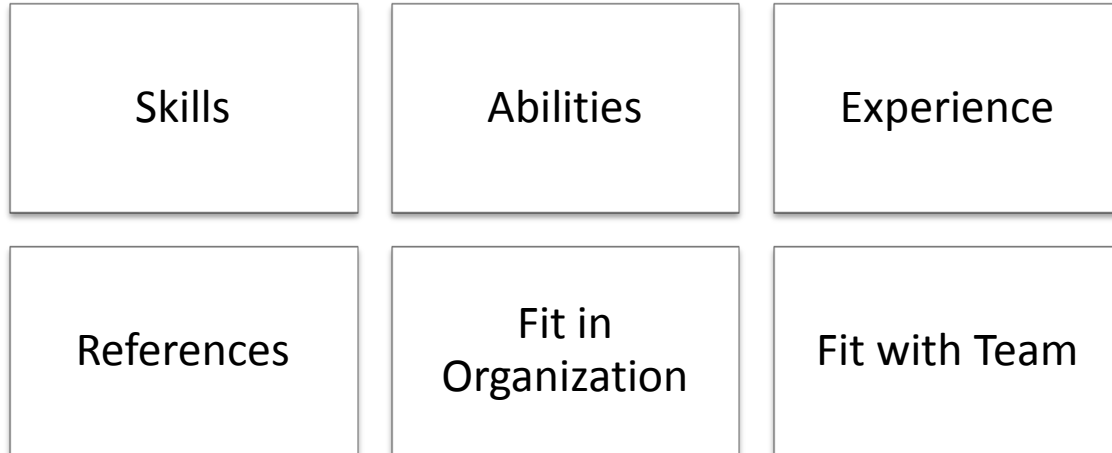 Skills
Abilities
Experience
References
Fit in
Organization
Fit with Team